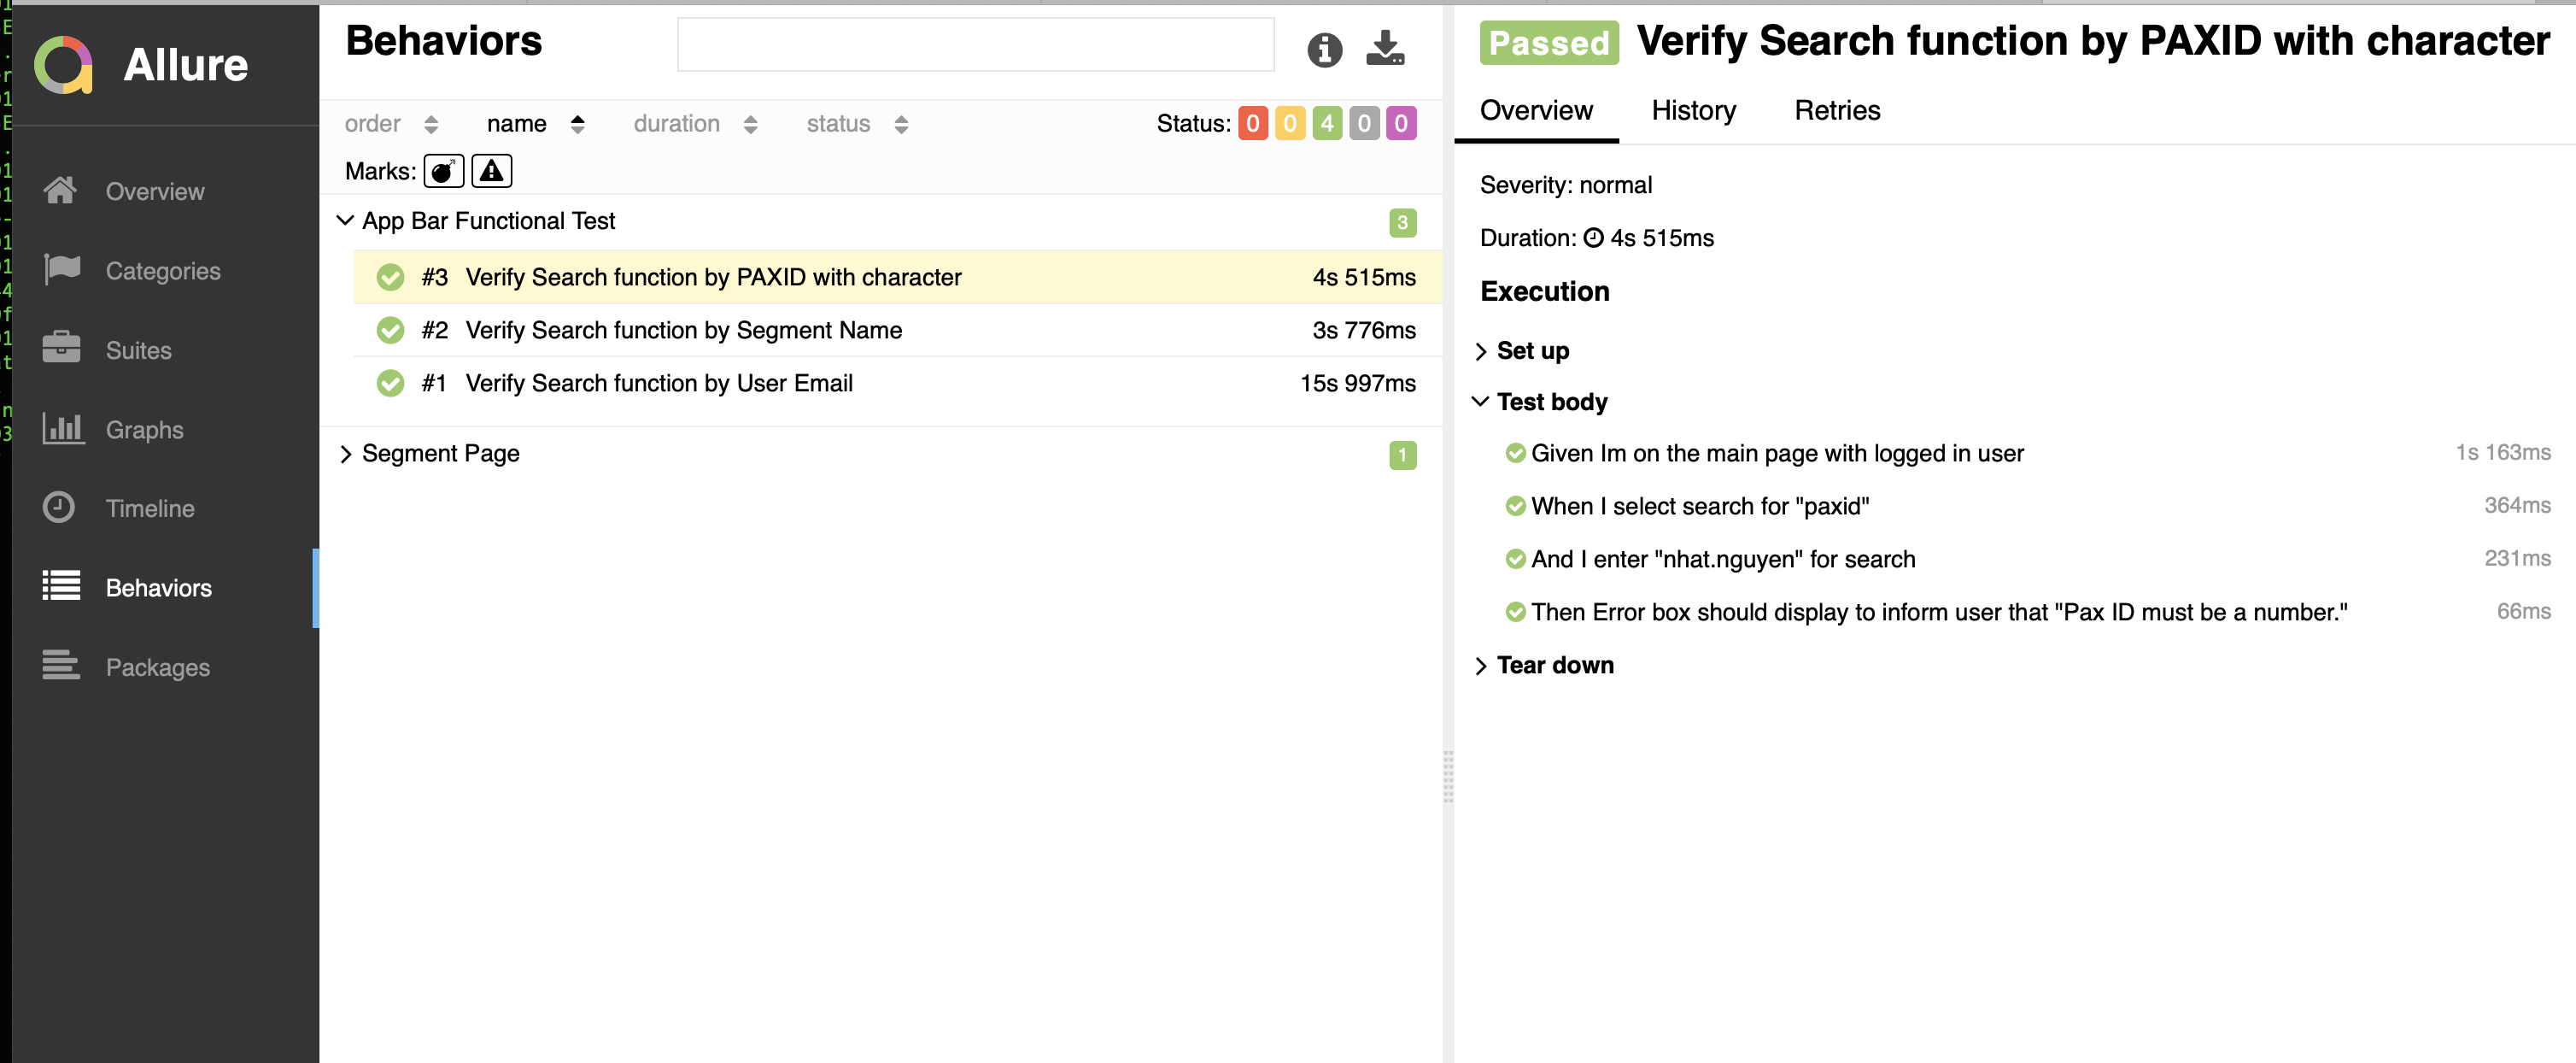 Allure
Overview
Categories
Suites
Graphs
Timeline
Behaviors
Packages
Behaviors
order name duration status Status: 0 0 4 0 0
Marks:
App Bar Functional Test 3
#3 Verify Search function by PAXID with character 4s 515ms
#2 Verify Search function by Segment Name 3s 776ms
#1 Verify Search function by User Email 15s 997ms
Segment Page 1
Passed Verify Search function by PAXID with character
Overview History Retries
Severity: normal
Duration: 4s 515ms
Execution
Set up
Test body
Given Im on the main page with logged in user 1s 163ms
When I select search for "paxid" 364ms
And I enter "nhat.nguyen" for search 231ms
Then Error box should display to inform user that "Pax ID must be a number." 66ms
Tear down